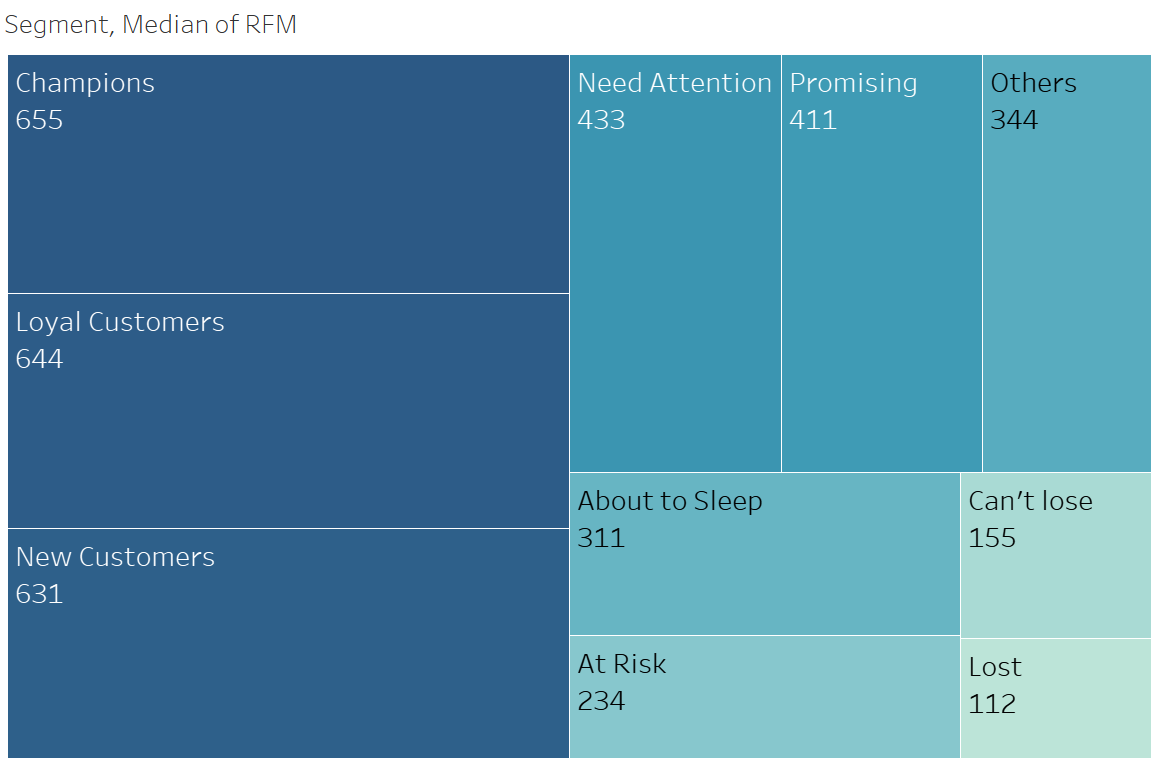 Segment, Median of RFM
Champions
655
Loyal Customers
644
New Customers
631
Need Attention
433
Promising
411
Others
344
About to Sleep
311
At Risk
234
Can't lose
155
Lost
112